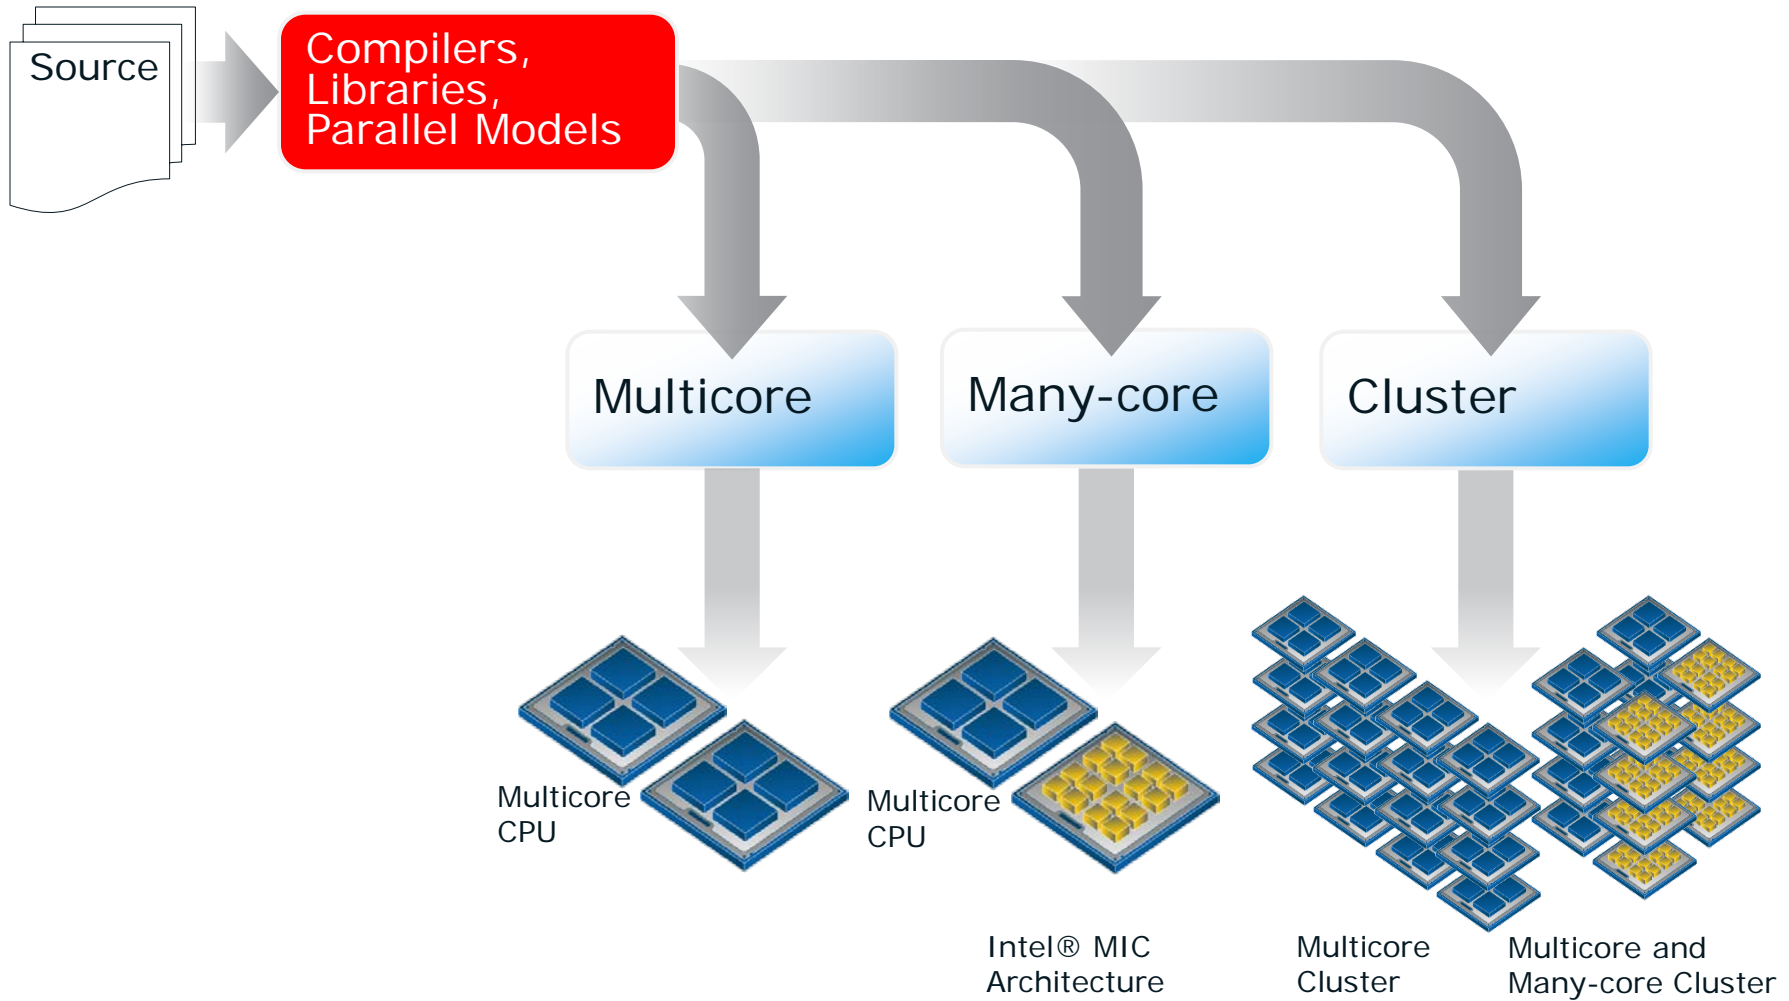 Source
Compilers,
Libraries,
Parallel Models
Multicore
Many-core
Cluster
Multicore
CPU
Multicore
CPU
Intel® MIC
Architecture
Multicore
Cluster
Multicore and
Many-core Cluster